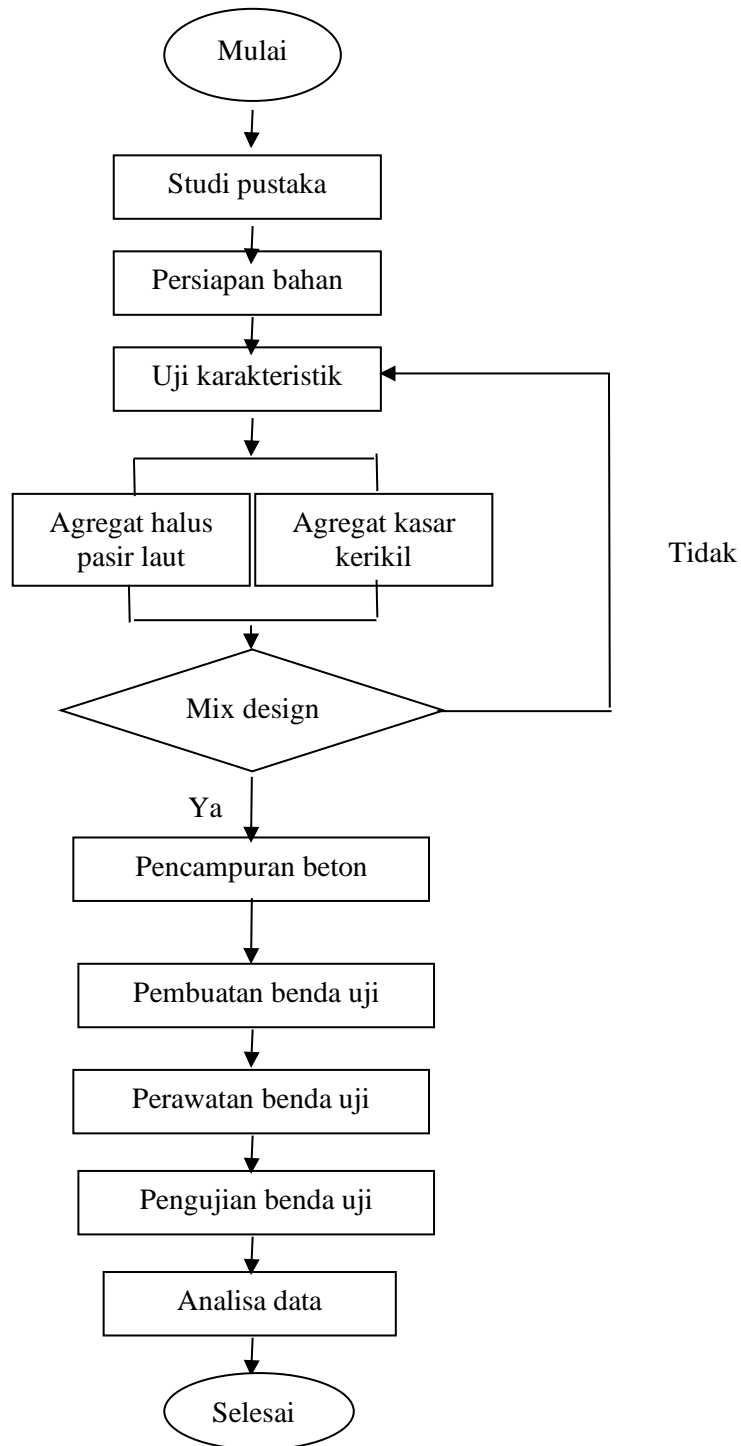 Mulai
Studi pustaka
Persiapan bahan
Uji karakteristik
Agregat halus
pasir laut
Agregat kasar
kerikil
Tidak
Mix design
Ya
Pencampuran beton
Pembuatan benda uji
Perawatan benda uji
Pengujian benda uji
Analisa data
Selesai